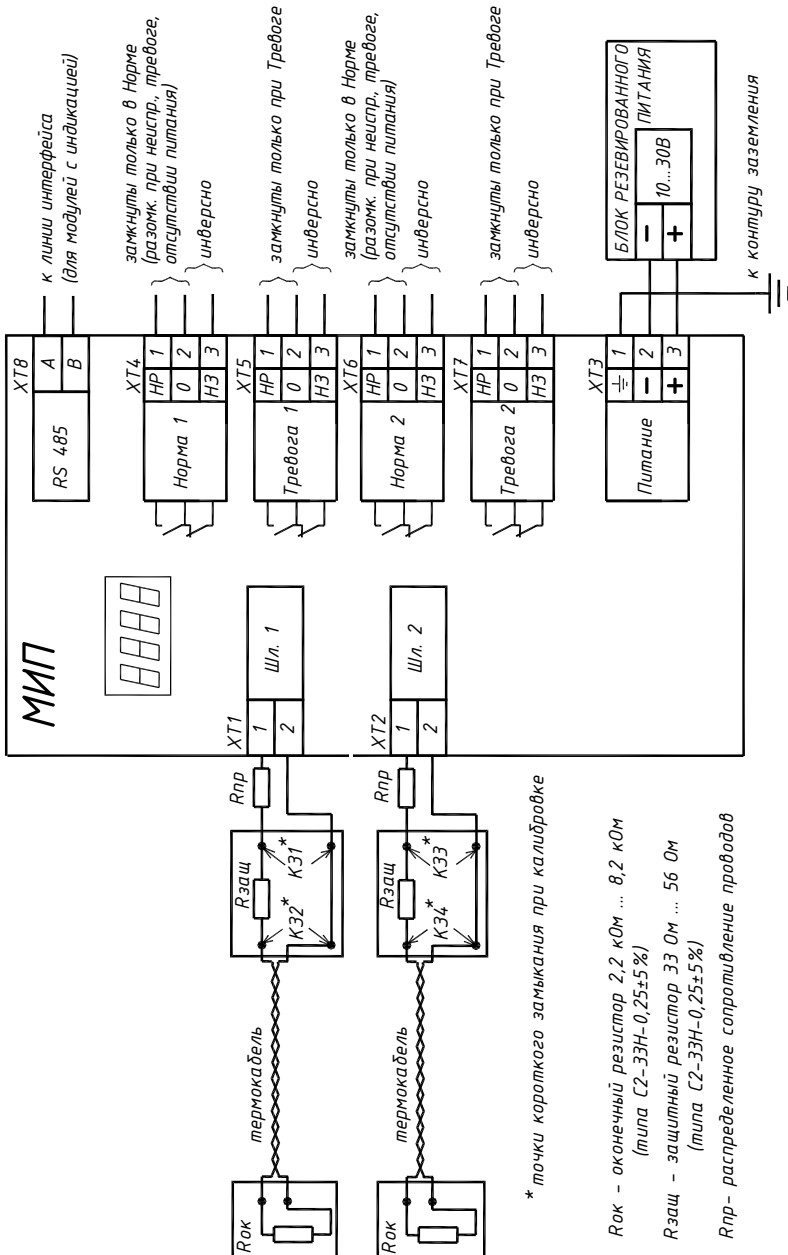 МИП
XT8
RS 485
A
B
к линии интерфейса
(для модулей с индикацией)
XT4
Норма 1
НР
1
0
2
НЗ
3
замкнуты только в Норме
(разомк. при неиспр., тревоге,
отсутствии питания)
инверсно
XT5
Тревога 1
НР
1
0
2
НЗ
3
замкнуты только при Тревоге
инверсно
XT6
Норма 2
НР
1
0
2
НЗ
3
замкнуты только в Норме
(разомк. при неиспр., тревоге,
отсутствии питания)
инверсно
XT7
Тревога 2
НР
1
0
2
НЗ
3
замкнуты только при Тревоге
инверсно
XT3
Питание
1
− 2
+ 3
БЛОК РЕЗЕВИРОВАННОГО
ПИТАНИЯ
−
+
10...30В
к контуру заземления
XT1
1
2
Шл. 1
Rпр
Rзащ
КЗ2*
КЗ1*
термокабель
Rок
XT2
1
2
Шл. 2
Rпр
Rзащ
КЗ4*
КЗ3*
термокабель
Rок
* точки короткого замыкания при калибровке
Rок – оконечный резистор 2,2 кОм ... 8,2 кОм
(типа С2-33Н-0,25±5%)
Rзащ – защитный резистор 33 Ом ... 56 Ом
(типа С2-33Н-0,25±5%)
Rпр – распределенное сопротивление проводов